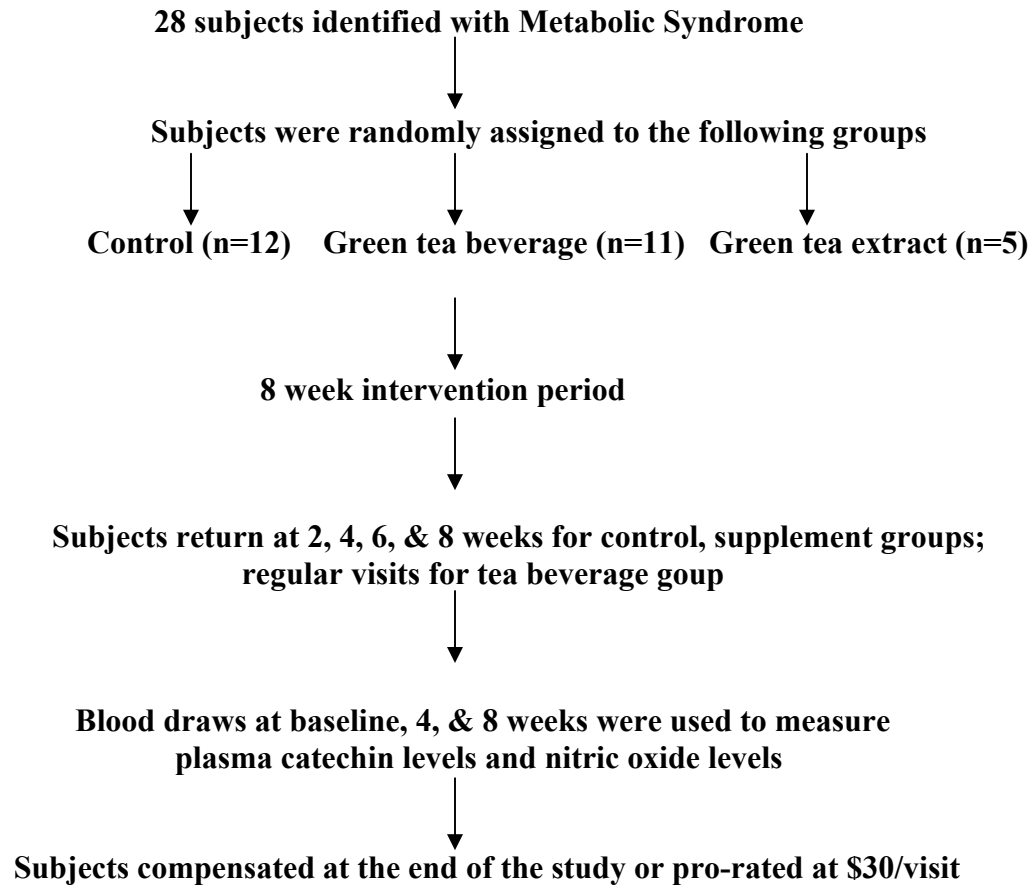 28 subjects identified with Metabolic Syndrome
Subjects were randomly assigned to the following groups
Control (n=12) Green tea beverage (n=11) Green tea extract (n=5)
8 week intervention period
Subjects return at 2, 4, 6, & 8 weeks for control, supplement groups;
regular visits for tea beverage goup
Blood draws at baseline, 4, & 8 weeks were used to measure
plasma catechin levels and nitric oxide levels
Subjects compensated at the end of the study or pro-rated at $30/visit